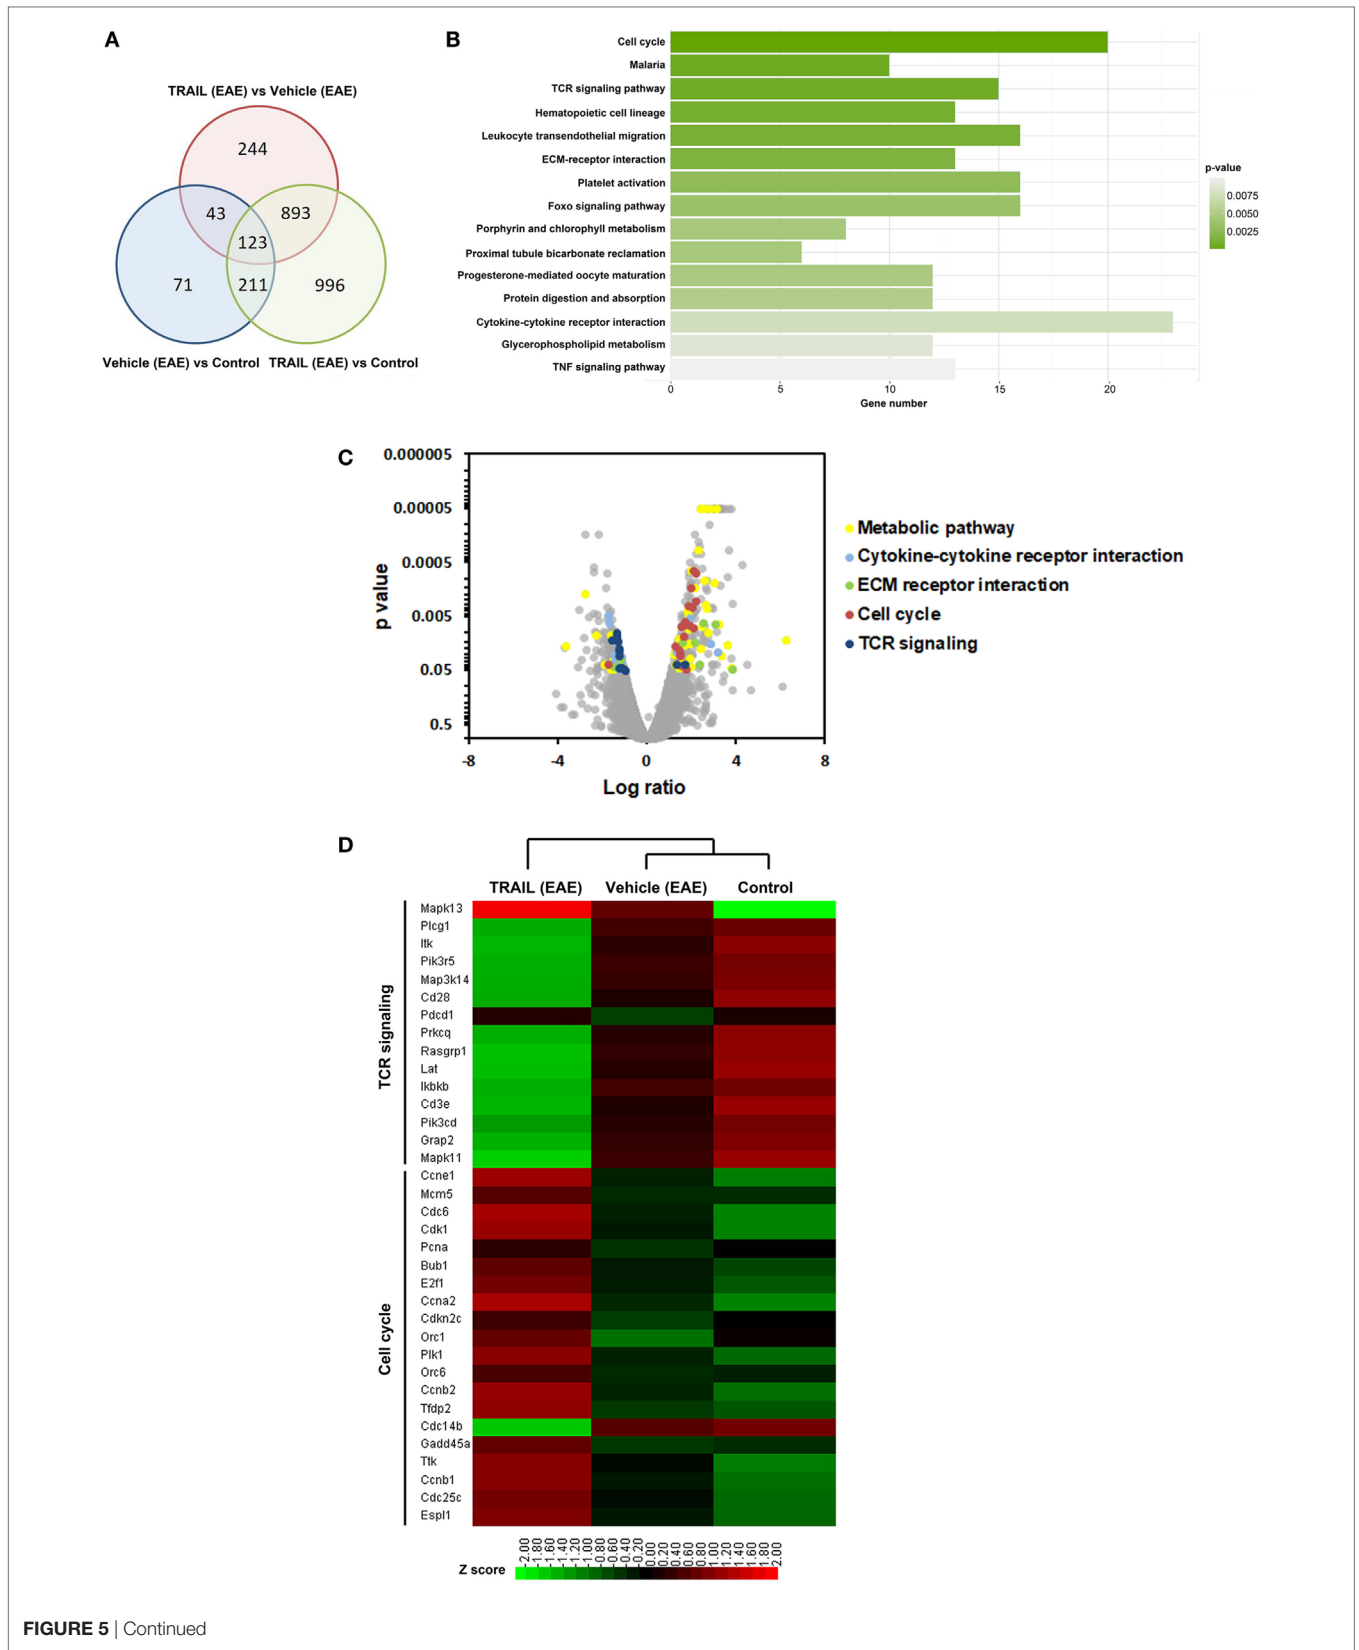 A
TRAIL (EAE) vs Vehicle (EAE)
244
43
893
123
71
211
996
Vehicle (EAE) vs Control
TRAIL (EAE) vs Control
B
Cell cycle
Malaria
TCR signaling pathway
Hematopoietic cell lineage
Leukocyte transendothelial migration
ECM-receptor interaction
Platelet activation
Foxo signaling pathway
Porphyrin and chlorophyll metabolism
Proximal tubule bicarbonate reclamation
Progesterone-mediated oocyte maturation
Protein digestion and absorption
Cytokine-cytokine receptor interaction
Glycerophospholipid metabolism
TNF signaling pathway
0 5 10 15 20
Gene number
p-value
0.0075
0.0050
0.0025
C
0.000005
0.00005
0.0005
0.005
0.05
0.5
p value
-8 -4 0 4 8
Log ratio
Metabolic pathway
Cytokine-cytokine receptor interaction
ECM receptor interaction
Cell cycle
TCR signaling
D
TRAIL (EAE) Vehicle (EAE) Control
TCR signaling
Mapk13
Plcg1
Itk
Pik3r5
Map3k14
Cd28
Pdcd1
Prkcq
Rasgrp1
Lat
Ikbkb
Cd3e
Pik3cd
Grap2
Mapk11
Cell cycle
Ccne1
Mcm5
Cdc6
Cdk1
Pcna
Bub1
E2f1
Ccna2
Cdkn2c
Orc1
Plk1
Orc6
Ccnb2
Tfdp2
Cdc14b
Gadd45a
Ttk
Ccnb1
Cdc25c
Espl1
Z score
-2.00 -1.80 -1.60 -1.40 -1.20 -1.00 -0.80 -0.60 -0.40 -0.20 0.00 0.20 0.40 0.60 0.80 1.00 1.20 1.40 1.60 1.80 2.00
FIGURE 5 | Continued